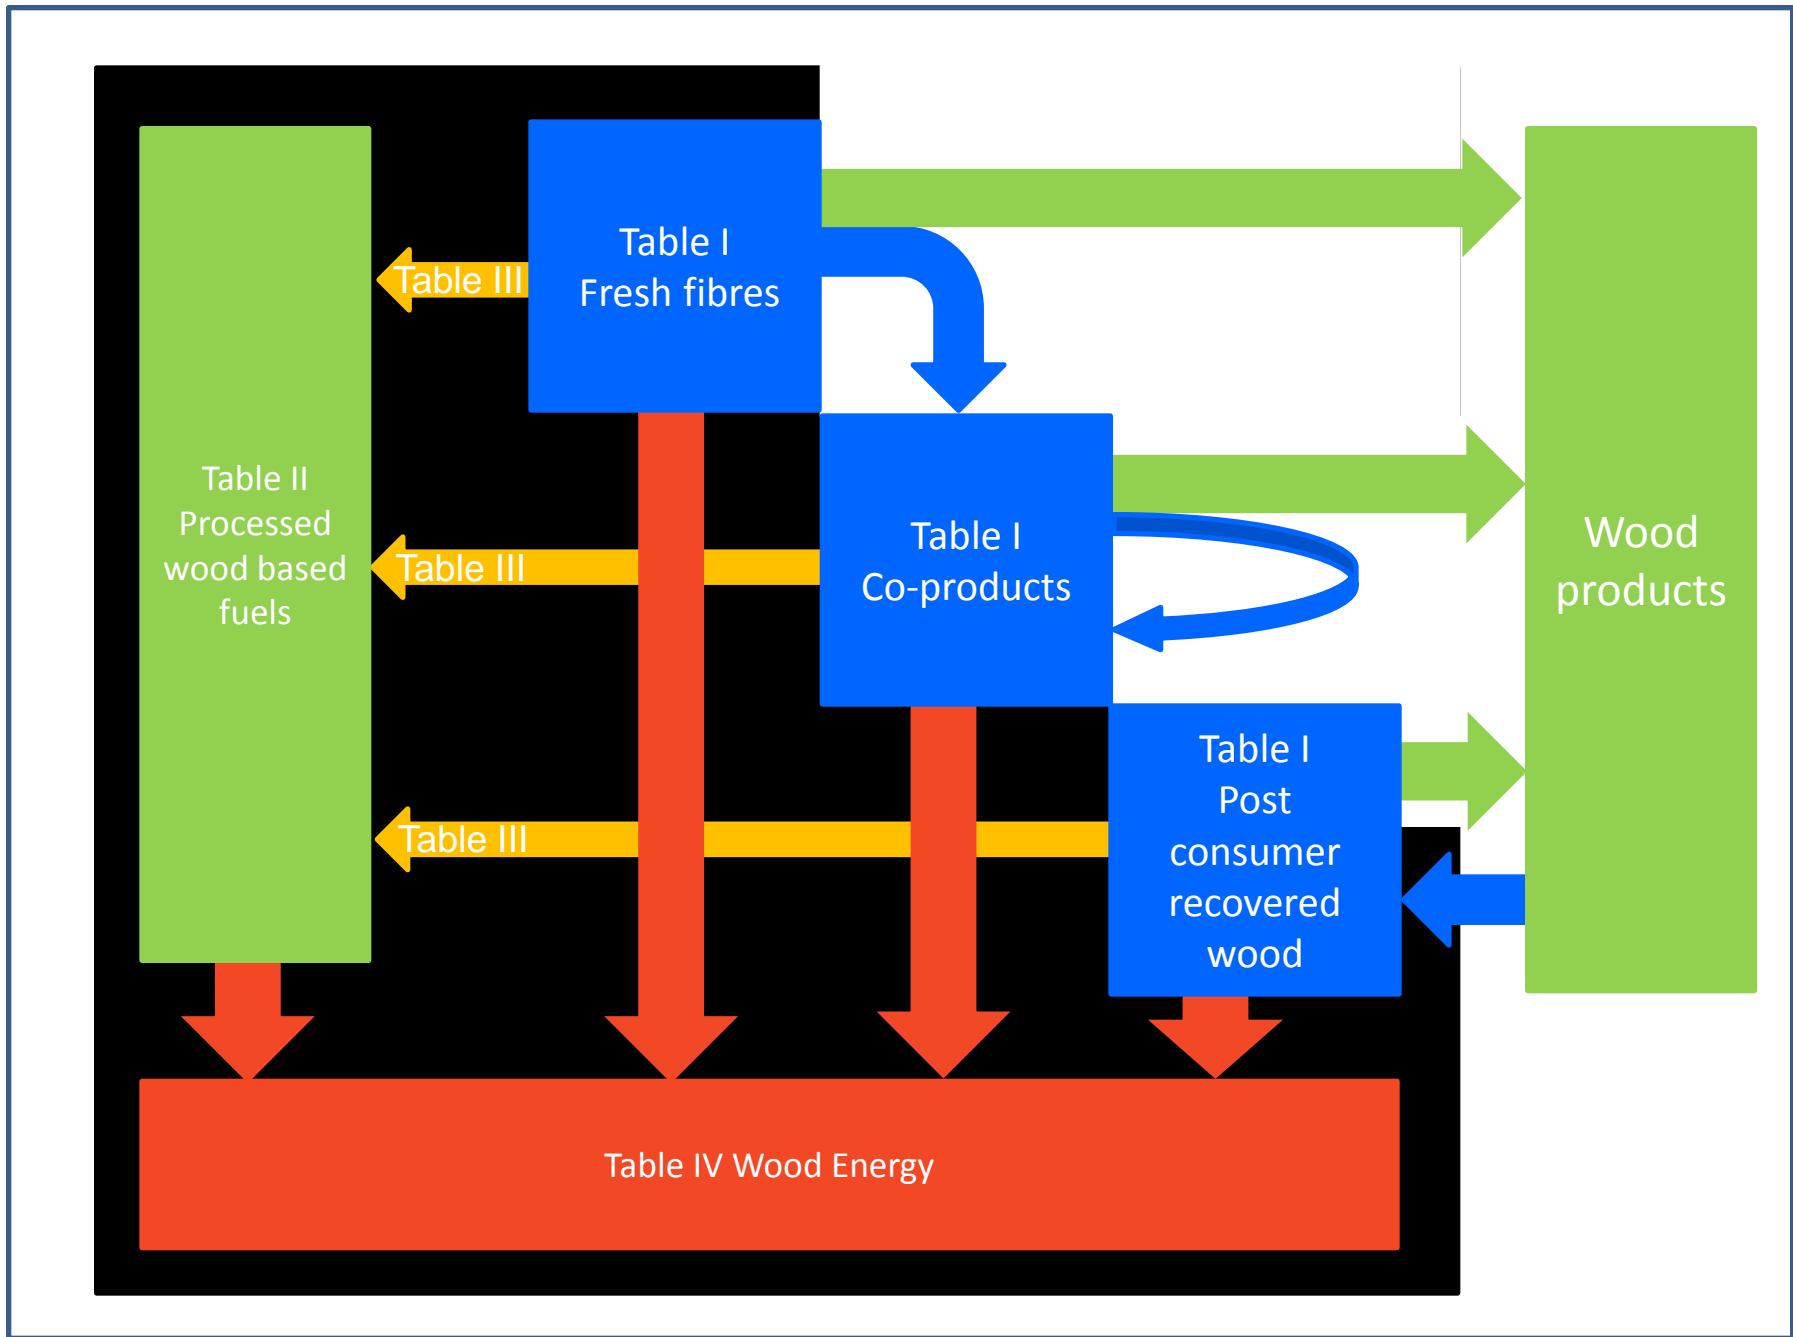 Table I
Fresh fibres
Table III
Table II
Processed
wood based
fuels
Table III
Table I
Co-products
Wood
products
Table III
Table I
Post
consumer
recovered
wood
Table IV Wood Energy